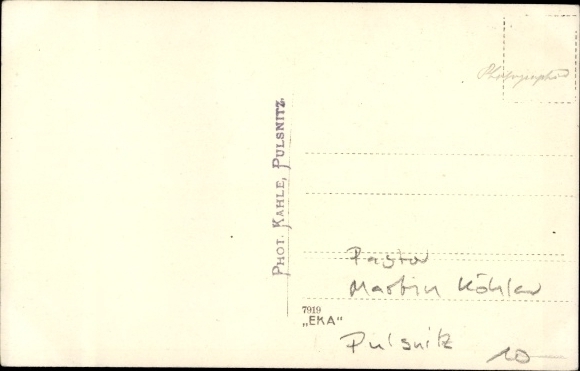 Photographie
PHOT. KAHLE, PULSNITZ.
Pastor
Martin Köhler
7919
„EKA“
Pulsnitz
10